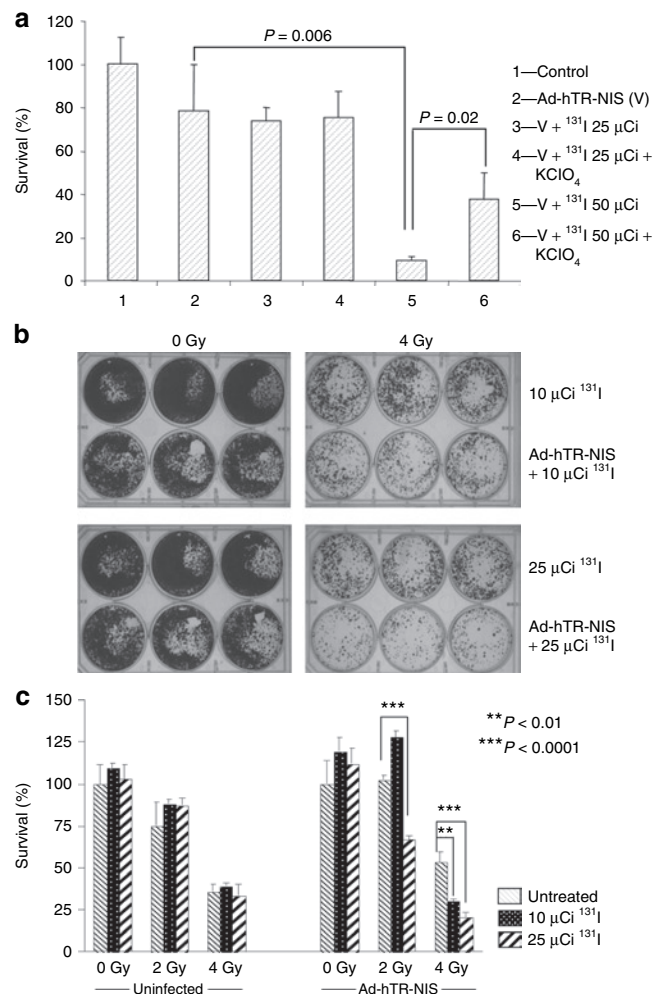 a
120
100
80
60
40
20
0
Survival (%)
P = 0.006
P = 0.02
1 2 3 4 5 6
1—Control
2—Ad-hTR-NIS (V)
3—V + ¹³¹I 25 μCi
4—V + ¹³¹I 25 μCi +
KClO₄
5—V + ¹³¹I 50 μCi
6—V + ¹³¹I 50 μCi +
KClO₄
b
0 Gy 4 Gy
10 μCi ¹³¹I
Ad-hTR-NIS
+ 10 μCi ¹³¹I
25 μCi ¹³¹I
Ad-hTR-NIS
+ 25 μCi ¹³¹I
c
150
125
100
75
50
25
0
Survival (%)
***
***
**
**P < 0.01
***P < 0.0001
Untreated
10 μCi ¹³¹I
25 μCi ¹³¹I
0 Gy 2 Gy 4 Gy 0 Gy 2 Gy 4 Gy
Uninfected Ad-hTR-NIS